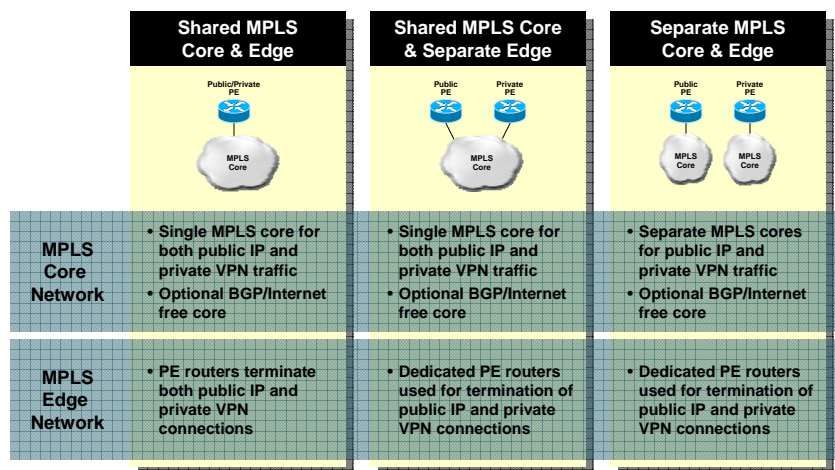 Shared MPLS
Core & Edge
Shared MPLS Core
& Separate Edge
Separate MPLS
Core & Edge
Public/Private
PE
MPLS
Core
Public
PE
Private
PE
MPLS
Core
Public
PE
Private
PE
MPLS
Core
MPLS
Core
MPLS
Core
Network
• Single MPLS core for
both public IP and
private VPN traffic
• Optional BGP/Internet
free core
• Single MPLS core for
both public IP and
private VPN traffic
• Optional BGP/Internet
free core
• Separate MPLS cores
for public IP and
private VPN traffic
• Optional BGP/Internet
free core
MPLS
Edge
Network
• PE routers terminate
both public IP and
private VPN
connections
• Dedicated PE routers
used for termination of
public IP and private
VPN connections
• Dedicated PE routers
used for termination of
public IP and private
VPN connections